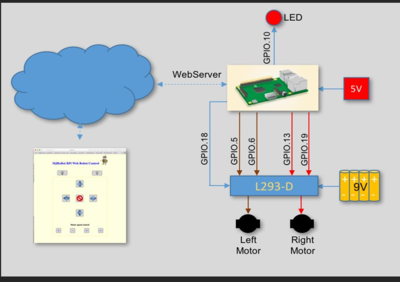 LED
GPIO.10
WebServer
5V
GPIO.18
GPIO.5
GPIO.6
GPIO.13
GPIO.19
L293-D
9V
Left
Motor
Right
Motor